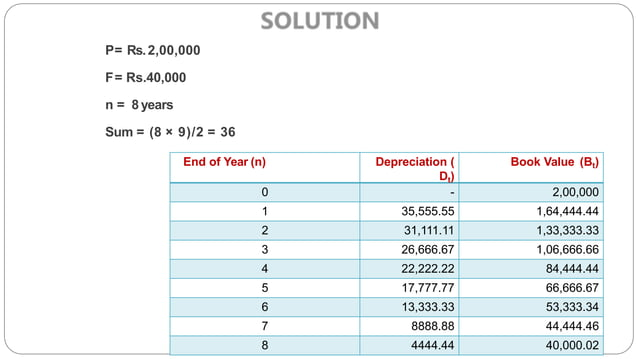 SOLUTION
P= Rs. 2,00,000
F= Rs.40,000
n = 8 years
Sum = (8 × 9)/2 = 36
End of Year (n) Depreciation ( Book Value (Bt)
Dt)
0 - 2,00,000
1 35,555.55 1,64,444.44
2 31,111.11 1,33,333.33
3 26,666.67 1,06,666.66
4 22,222.22 84,444.44
5 17,777.77 66,666.67
6 13,333.33 53,333.34
7 8888.88 44,444.46
8 4444.44 40,000.02